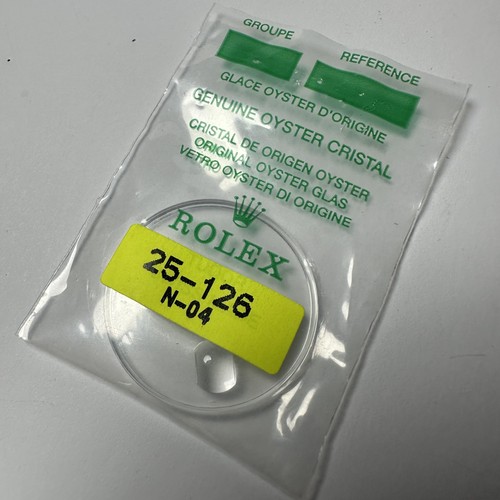 GROUPE
REFERENCE
GLACE OYSTER D'ORIGINE
GENUINE OYSTER CRISTAL
CRISTAL DE ORIGEN OYSTER
ORIGINAL OYSTER GLAS
VETRO OYSTER DI ORIGINE
ROLEX
25-126
N-04